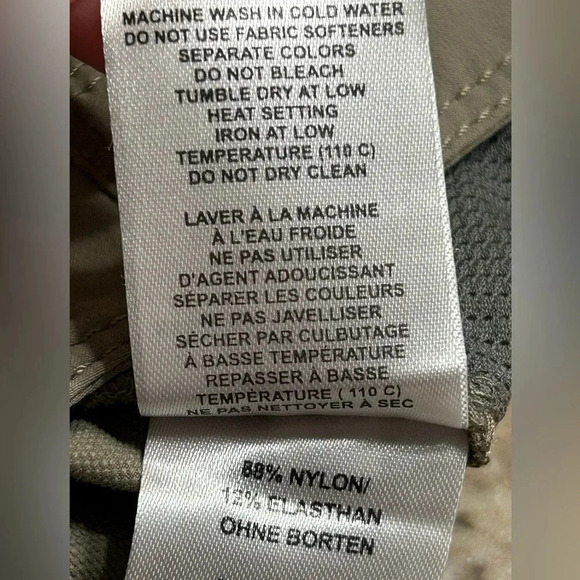 MACHINE WASH IN COLD WATER
DO NOT USE FABRIC SOFTENERS
SEPARATE COLORS
DO NOT BLEACH
TUMBLE DRY AT LOW
HEAT SETTING
IRON AT LOW
TEMPERATURE (110 C)
DO NOT DRY CLEAN
LAVER À LA MACHINE
À L'EAU FROIDE
NE PAS UTILISER
D'AGENT ADOUCISSANT
SÉPARER LES COULEURS
NE PAS JAVELLISER
SÉCHER PAR CULBUTAGE
À BASSE TEMPÉRATURE
REPASSER À BASSE
TEMPÉRATURE ( 110 C)
NE PAS NETTOYER À SEC
88% NYLON/
12% ELASTHAN
OHNE BORTEN